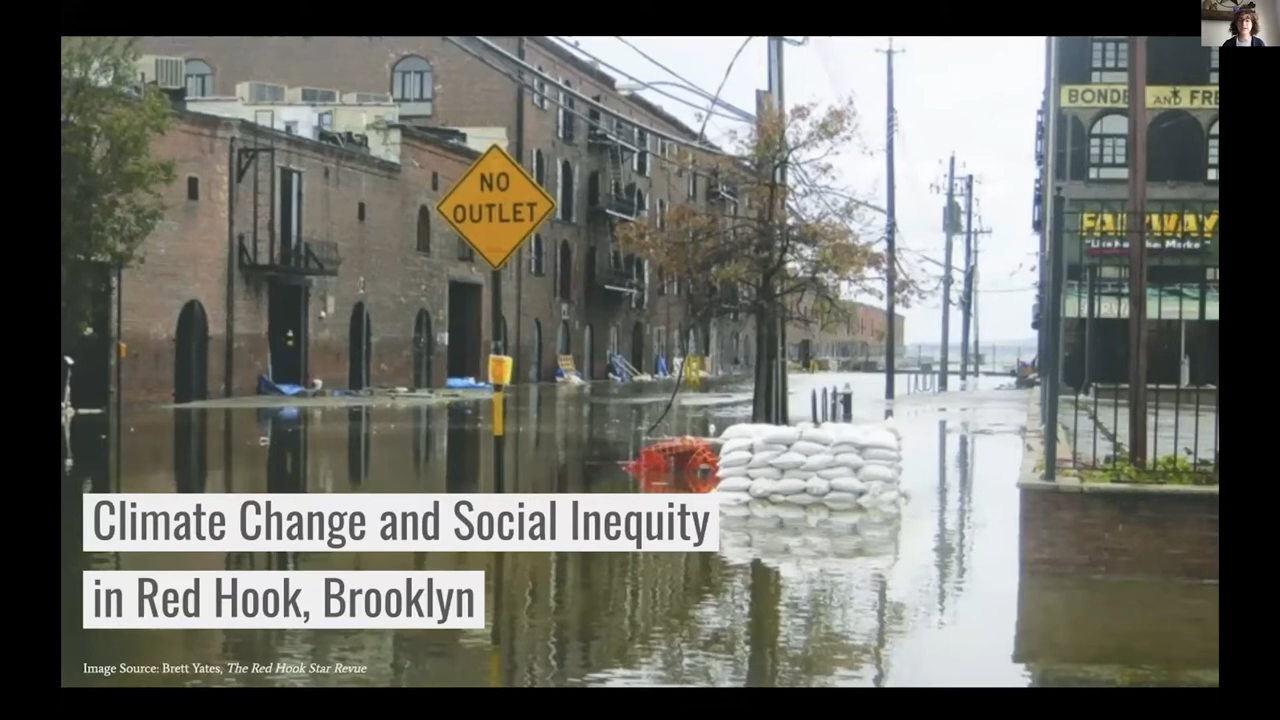 NO
OUTLET
BONDE AND FRE
FAIRWAY
Climate Change and Social Inequity
in Red Hook, Brooklyn
Image Source: Brett Yates, The Red Hook Star Revue